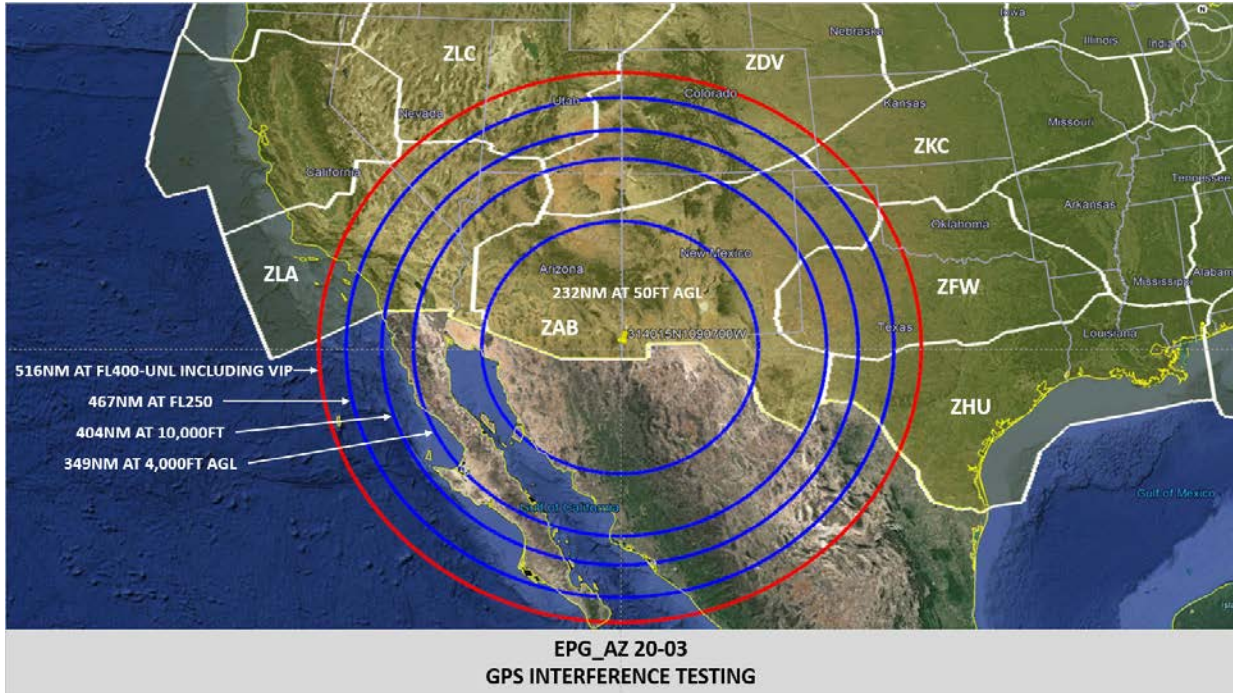 Iowa
Nebraska
Illinois
Indiana
ZLC
ZDV
Utah
Colorado
Nevada
Kansas
Missouri
ZKC
California
Tennessee
Arkansas
Oklahoma
New Mexico
Arizona
ZLA
232NM AT 50FT AGL
ZFW
Mississippi
Alabama
ZAB
314015N1090700W
Texas
Louisiana
516NM AT FL400-UNL INCLUDING VIP
467NM AT FL250
ZHU
404NM AT 10,000FT
349NM AT 4,000FT AGL
Gulf of Mexico
Gulf of California
EPG_AZ 20-03
GPS INTERFERENCE TESTING